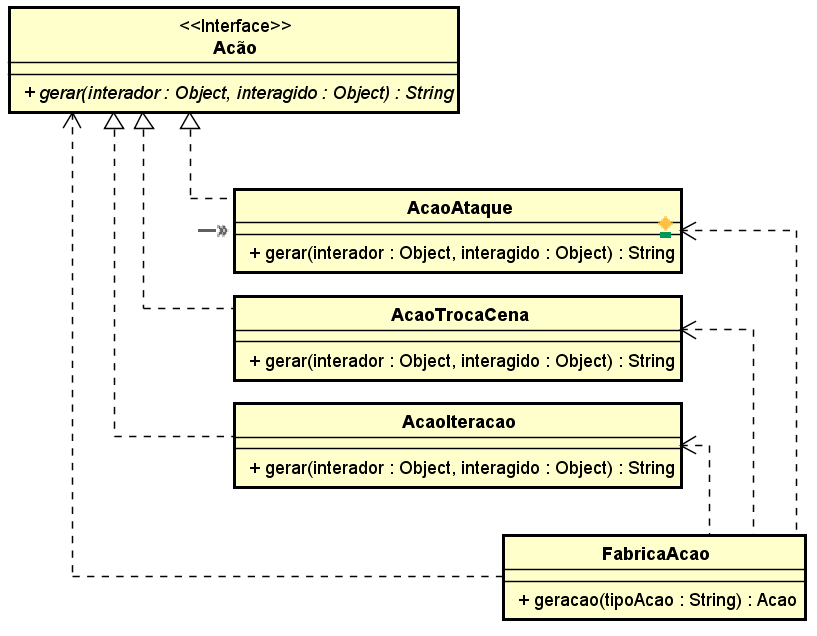 <<Interface>>
Acão
+ gerar(interador : Object, interagido : Object) : String
AcaoAtaque
+ gerar(interador : Object, interagido : Object) : String
AcaoTrocaCena
+ gerar(interador : Object, interagido : Object) : String
AcaoIteracao
+ gerar(interador : Object, interagido : Object) : String
FabricaAcao
+ geracao(tipoAcao : String) : Acao